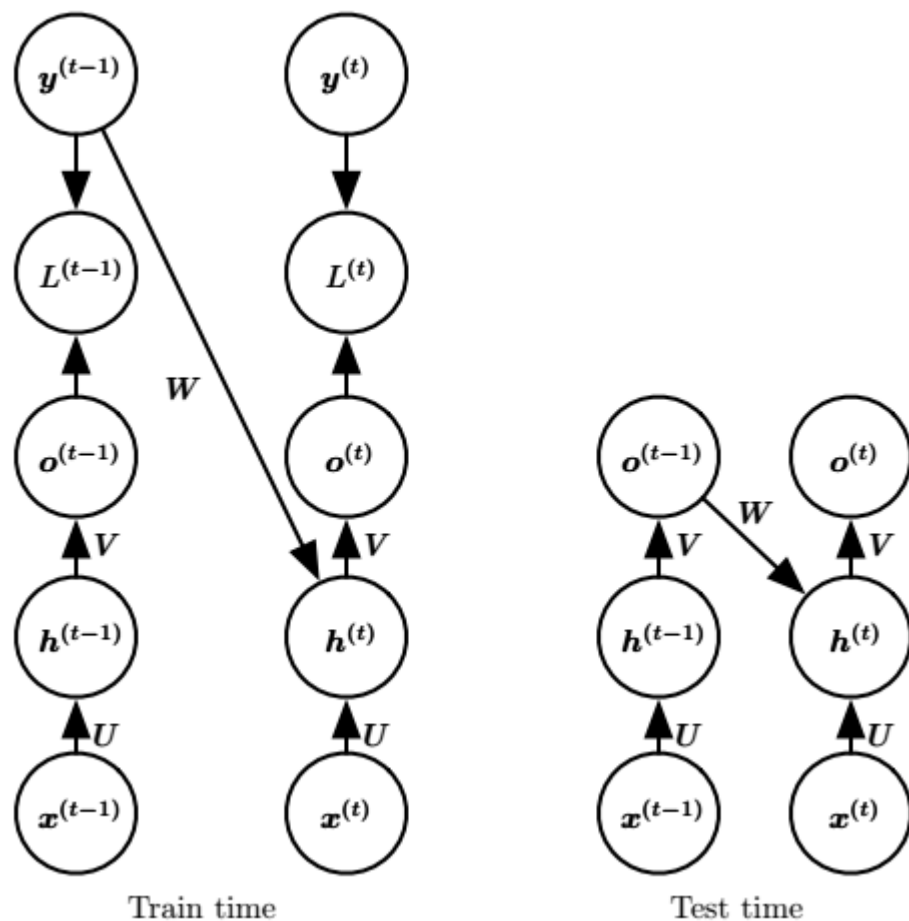 y^(t−1) y^(t)
L^(t−1) L^(t)
W
o^(t−1) o^(t) o^(t−1) o^(t)
W
V V V V
h^(t−1) h^(t) h^(t−1) h^(t)
U U U U
x^(t−1) x^(t) x^(t−1) x^(t)
Train time Test time